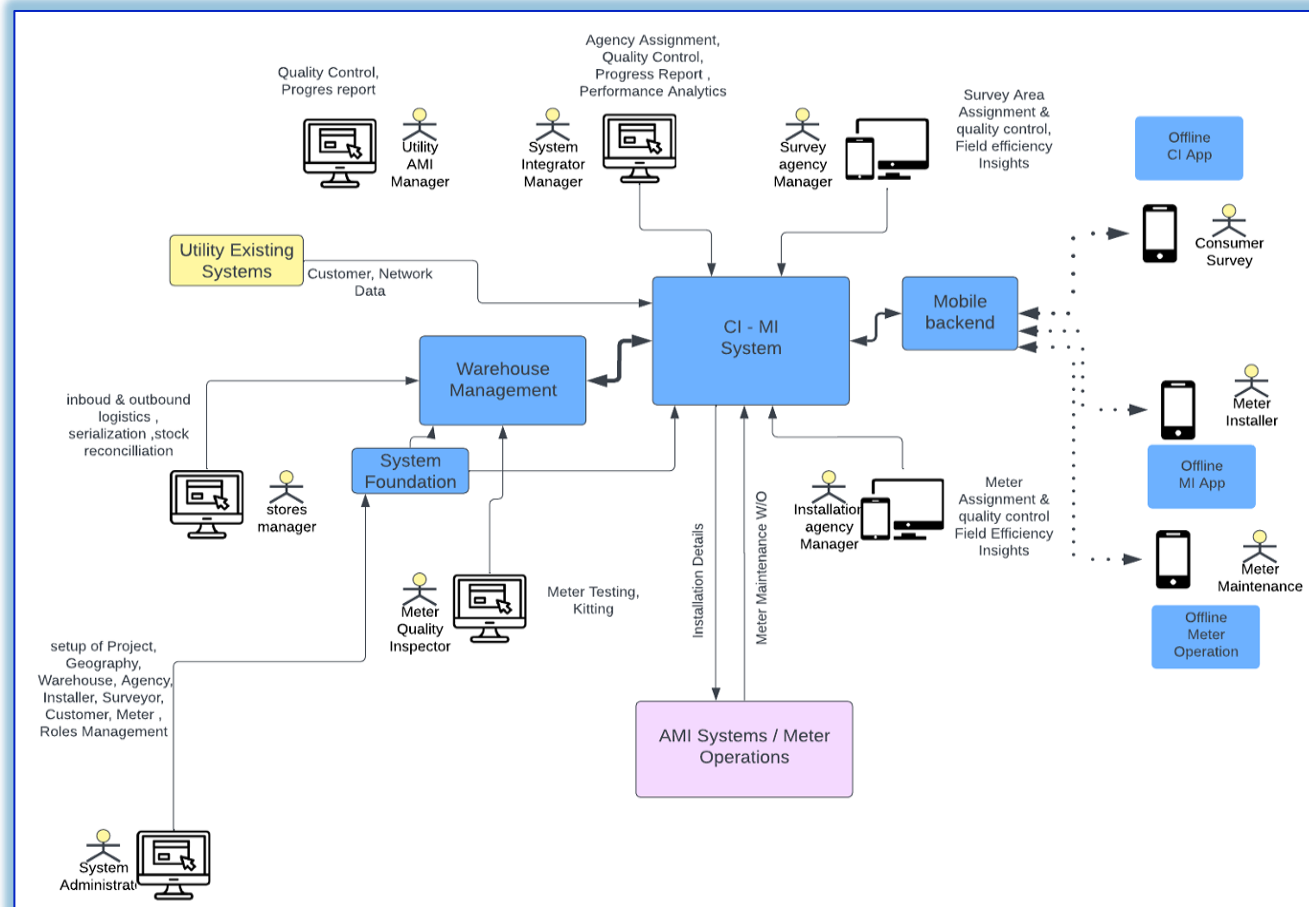 Quality Control,
Progres report
Utility
AMI
Manager
System
Integrator
Manager
Agency Assignment,
Quality Control,
Progress Report ,
Performance Analytics
Survey
agency
Manager
Survey Area
Assignment &
quality control,
Field efficiency
Insights
Offline
CI App
Consumer
Survey
Utility Existing
Systems
Customer, Network
Data
CI - MI
System
Mobile
backend
Warehouse
Management
inboud & outbound
logistics ,
serialization ,stock
reconcilliation
stores
manager
System
Foundation
Meter
Installer
Offline
MI App
Installation
agency
Manager
Meter
Assignment &
quality control
Field Efficiency
Insights
Meter
Maintenance
Offline
Meter
Operation
Installation Details
Meter Maintenance W/O
Meter
Quality
Inspector
Meter Testing,
Kitting
setup of Project,
Geography,
Warehouse, Agency,
Installer, Surveyor,
Customer, Meter ,
Roles Management
AMI Systems / Meter
Operations
System
Administrat